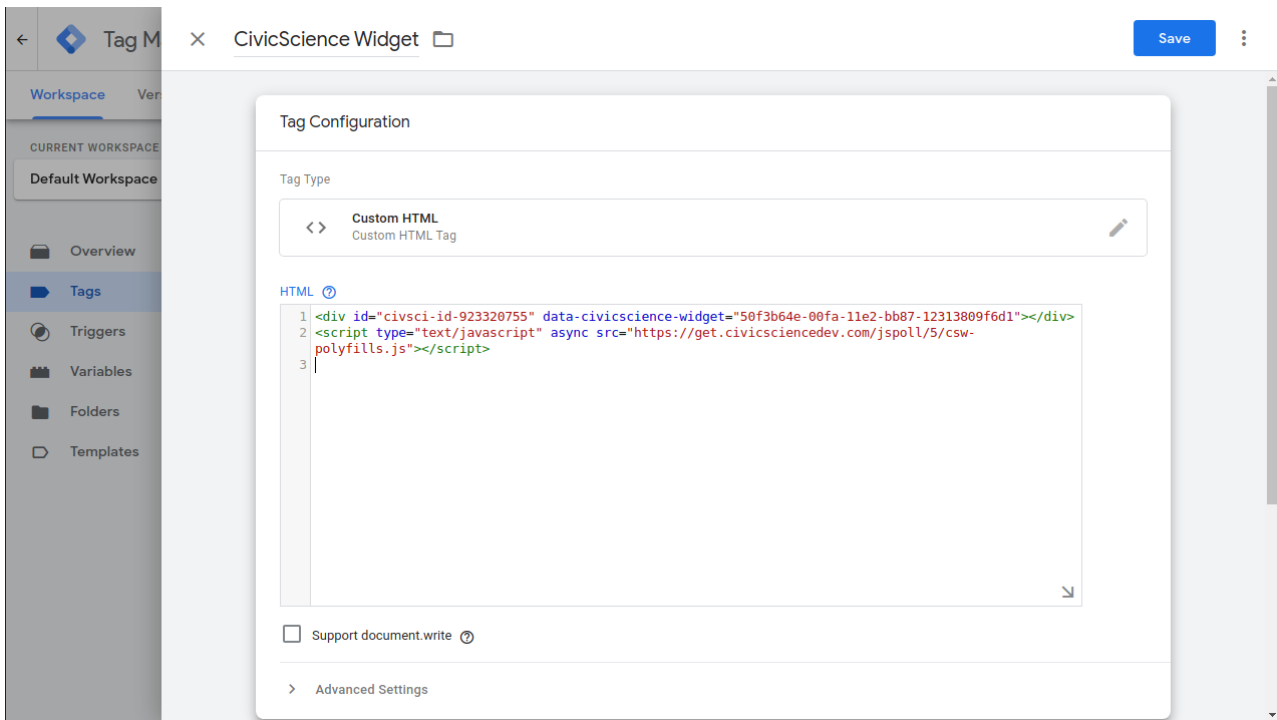 Tag M
CivicScience Widget
Save
Workspace Ver
Tag Configuration
CURRENT WORKSPACE
Default Workspace
Tag Type
Custom HTML
Custom HTML Tag
Overview
Tags
Triggers
Variables
Folders
Templates
HTML
1 <div id="civsci-id-923320755" data-civicscience-widget="50f3b64e-00fa-11e2-bb87-12313809f6d1"></div>
2 <script type="text/javascript" async src="https://get.civicsciencedev.com/jspoll/5/csw-
polyfills.js"></script>
3
Support document.write
Advanced Settings